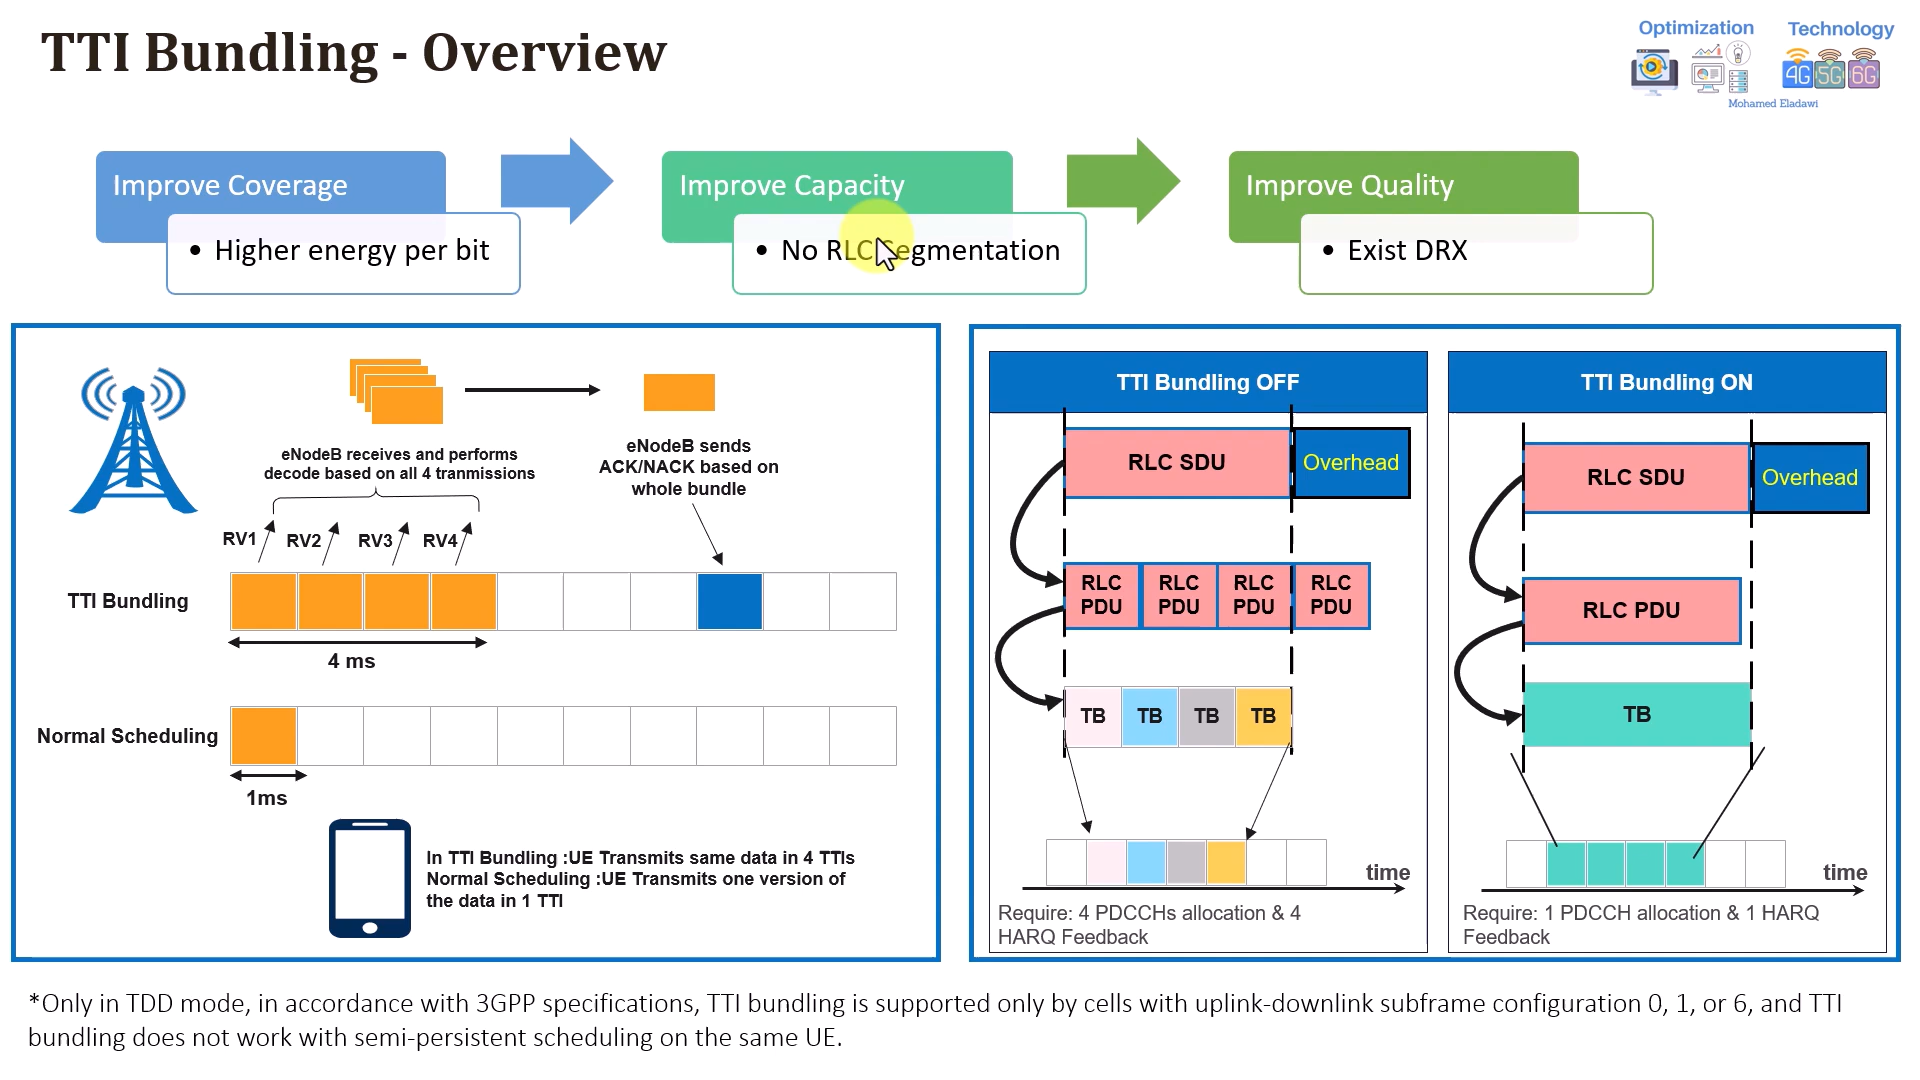 TTI Bundling - Overview
Optimization
Technology
4G 5G 6G
Mohamed Eladawi
Improve Coverage
• Higher energy per bit
Improve Capacity
• No RLC Segmentation
Improve Quality
• Exist DRX
eNodeB receives and performs
decode based on all 4 tranmissions
eNodeB sends
ACK/NACK based on
whole bundle
RV1 RV2 RV3 RV4
TTI Bundling
4 ms
Normal Scheduling
1ms
In TTI Bundling :UE Transmits same data in 4 TTIs
Normal Scheduling :UE Transmits one version of
the data in 1 TTI
TTI Bundling OFF
RLC SDU Overhead
RLC RLC RLC RLC
PDU PDU PDU PDU
TB TB TB TB
time
Require: 4 PDCCHs allocation & 4
HARQ Feedback
TTI Bundling ON
RLC SDU Overhead
RLC PDU
TB
time
Require: 1 PDCCH allocation & 1 HARQ
Feedback
*Only in TDD mode, in accordance with 3GPP specifications, TTI bundling is supported only by cells with uplink-downlink subframe configuration 0, 1, or 6, and TTI
bundling does not work with semi-persistent scheduling on the same UE.